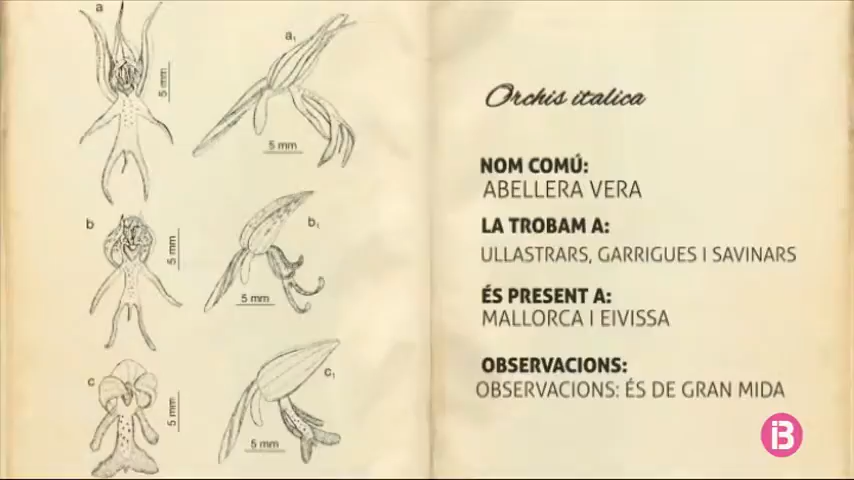 a
a₁
5 mm
5 mm
b
b₁
5 mm
5 mm
c
c₁
5 mm
5 mm
Orchis italica
NOM COMÚ:
ABELLERA VERA
LA TROBAM A:
ULLASTRARS, GARRIGUES I SAVINARS
ÉS PRESENT A:
MALLORCA I EIVISSA
OBSERVACIONS:
OBSERVACIONS: ÉS DE GRAN MIDA
iB